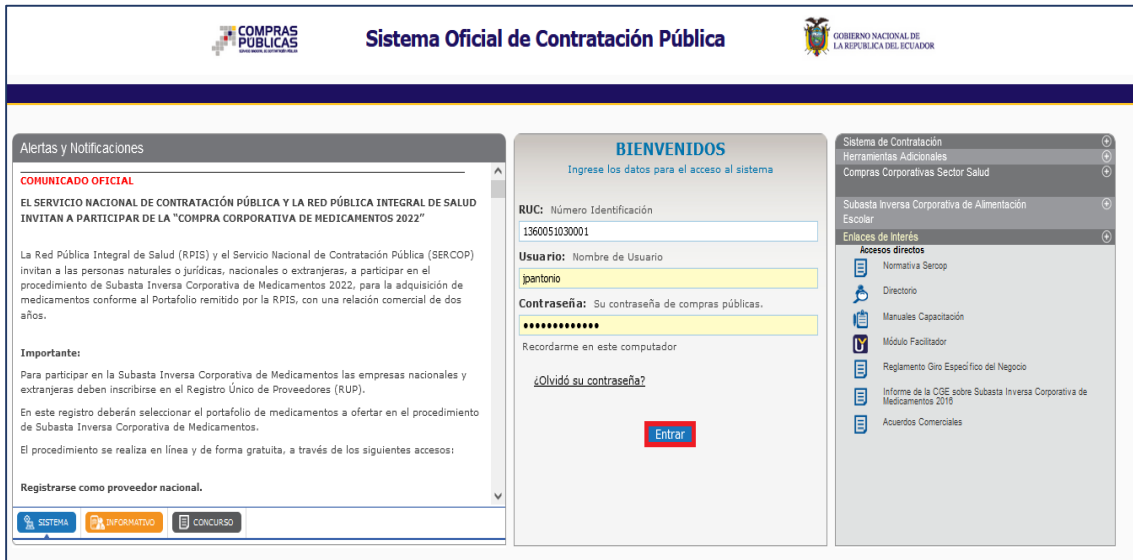 COMPRAS
PÚBLICAS
Sistema Oficial de Contratación Pública
GOBIERNO NACIONAL DE
LA REPUBLICA DEL ECUADOR
Alertas y Notificaciones
COMUNICADO OFICIAL
EL SERVICIO NACIONAL DE CONTRATACIÓN PÚBLICA Y LA RED PÚBLICA INTEGRAL DE SALUD
INVITAN A PARTICIPAR DE LA “COMPRA CORPORATIVA DE MEDICAMENTOS 2022”
La Red Pública Integral de Salud (RPIS) y el Servicio Nacional de Contratación Pública (SERCOP)
invitan a las personas naturales o jurídicas, nacionales o extranjeras, a participar en el
procedimiento de Subasta Inversa Corporativa de Medicamentos 2022, para la adquisición de
medicamentos conforme al Portafolio remitido por la RPIS, con una relación comercial de dos
años.
Importante:
Para participar en la Subasta Inversa Corporativa de Medicamentos las empresas nacionales y
extranjeras deben inscribirse en el Registro Único de Proveedores (RUP).
En este registro deberán seleccionar el portafolio de medicamentos a ofertar en el procedimiento
de Subasta Inversa Corporativa de Medicamentos.
El procedimiento se realiza en línea y de forma gratuita, a través de los siguientes accesos:
Registrarse como proveedor nacional.
SISTEMA
INFORMATIVO
CONCURSO
BIENVENIDOS
Ingrese los datos para el acceso al sistema
RUC: Número Identificación
1360051030001
Usuario: Nombre de Usuario
jpantonio
Contraseña: Su contraseña de compras públicas.
•••••••••••••
Recordarme en este computador
¿Olvidó su contraseña?
Entrar
Sistema de Contratación
Herramientas Adicionales
Compras Corporativas Sector Salud
Subasta Inversa Corporativa de Alimentación
Escolar
Enlaces de Interés
Accesos directos
Normativa Sercop
Directorio
Manuales Capacitación
Módulo Facilitador
Reglamento Giro Específico del Negocio
Informe de la CGE sobre Subasta Inversa Corporativa de
Medicamentos 2016
Acuerdos Comerciales